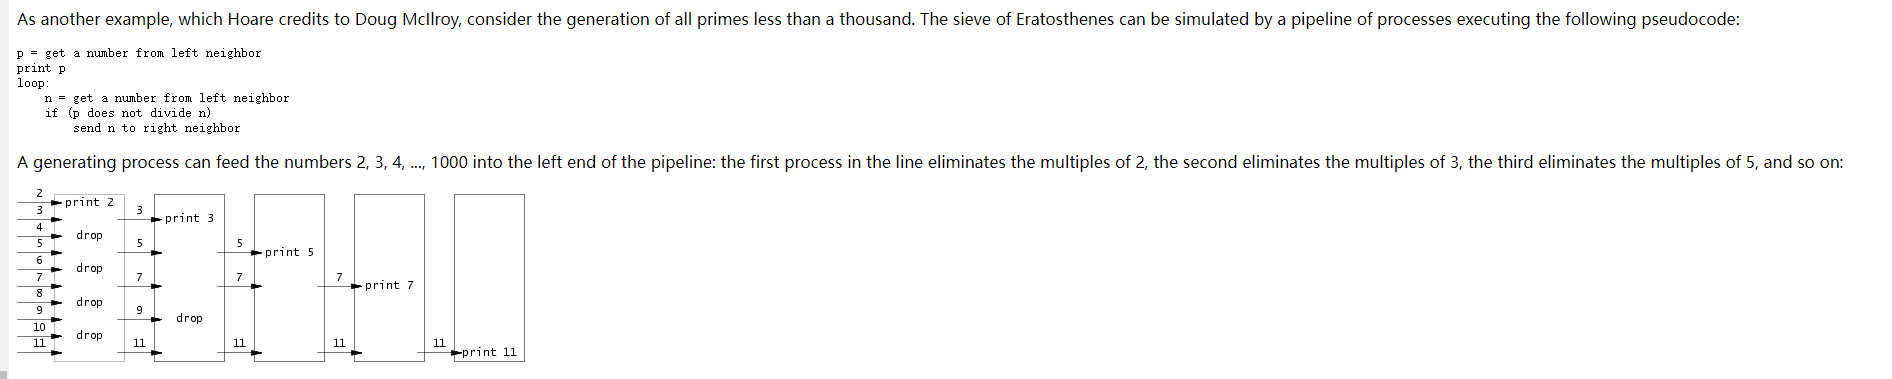 As another example, which Hoare credits to Doug McIlroy, consider the generation of all primes less than a thousand. The sieve of Eratosthenes can be simulated by a pipeline of processes executing the following pseudocode:
p = get a number from left neighbor
print p
loop:
    n = get a number from left neighbor
    if (p does not divide n)
        send n to right neighbor
A generating process can feed the numbers 2, 3, 4, ..., 1000 into the left end of the pipeline: the first process in the line eliminates the multiples of 2, the second eliminates the multiples of 3, the third eliminates the multiples of 5, and so on:
2
print 2
3 3
print 3
4
drop
5 5 5
print 5
6
drop
7 7 7 7
print 7
8
drop
9 9
drop
10
drop
11 11 11 11 11
print 11